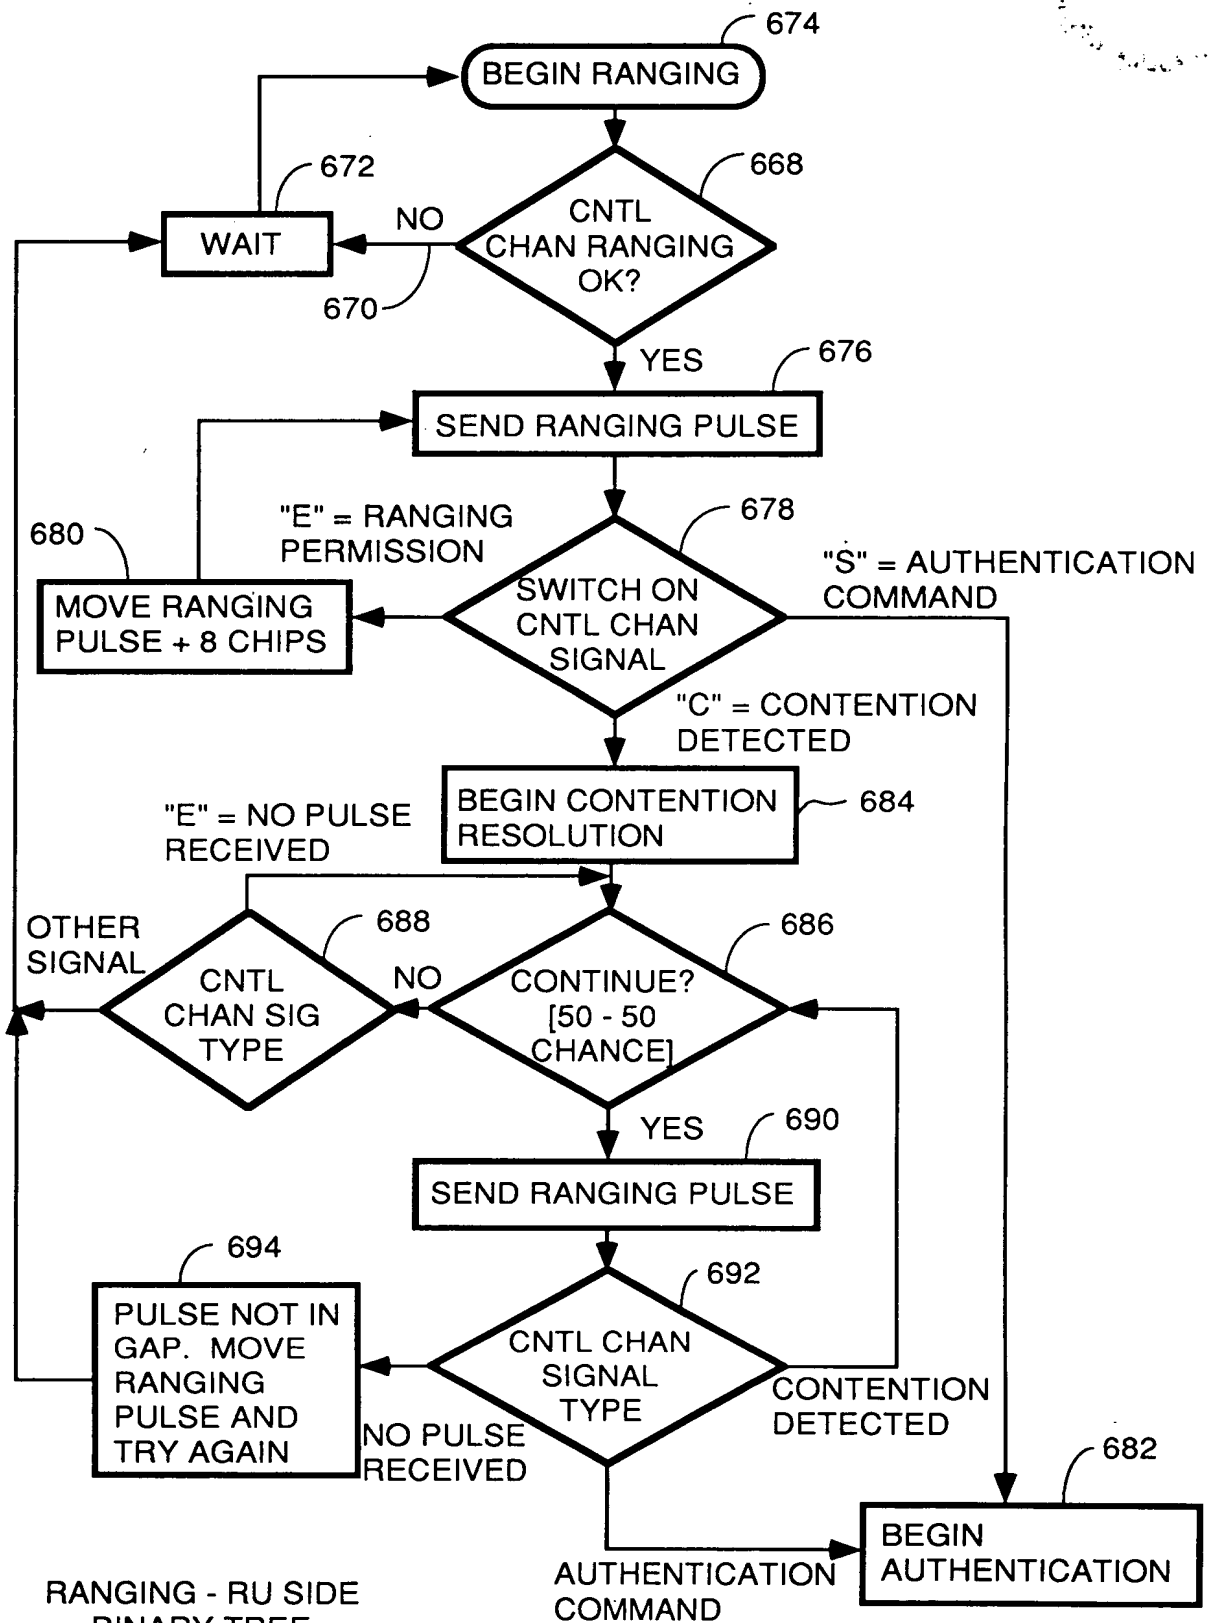 674
BEGIN RANGING
672
668
WAIT
NO
CNTL
CHAN RANGING
OK?
670
YES
676
SEND RANGING PULSE
680
"E" = RANGING
PERMISSION
678
"S" = AUTHENTICATION
COMMAND
MOVE RANGING
PULSE + 8 CHIPS
SWITCH ON
CNTL CHAN
SIGNAL
"C" = CONTENTION
DETECTED
"E" = NO PULSE
RECEIVED
BEGIN CONTENTION
RESOLUTION
684
OTHER
SIGNAL
688
686
CNTL
CHAN SIG
TYPE
NO
CONTINUE?
[50 - 50
CHANCE]
YES
690
SEND RANGING PULSE
694
692
PULSE NOT IN
GAP. MOVE
RANGING
PULSE AND
TRY AGAIN
CNTL CHAN
SIGNAL
TYPE
CONTENTION
DETECTED
NO PULSE
RECEIVED
682
BEGIN
AUTHENTICATION
AUTHENTICATION
COMMAND
RANGING - RU SIDE
BINARY TREE